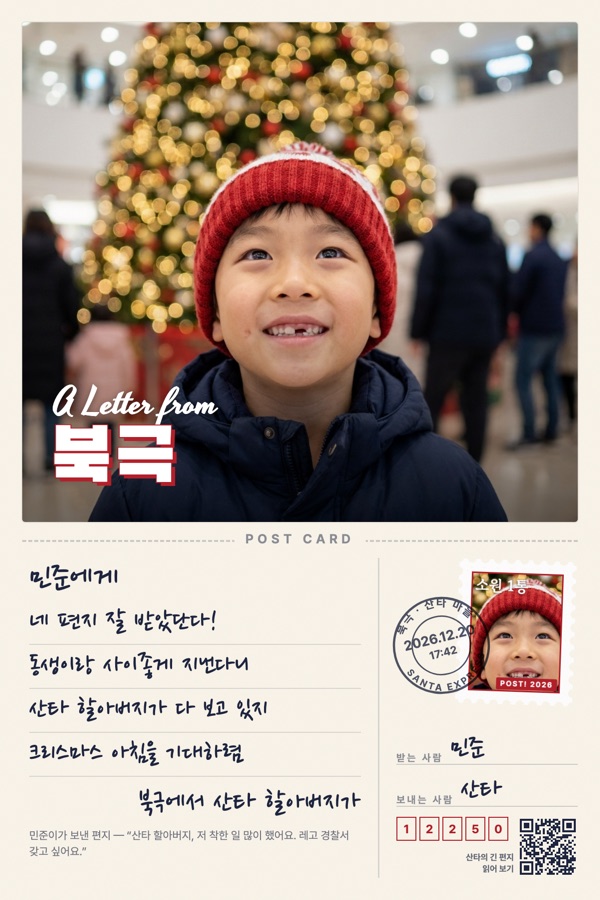 A Letter from
북극
POST CARD
민준에게
네 편지 잘 받았단다!
동생이랑 사이좋게 지낸다니
산타 할아버지가 다 보고 있지
크리스마스 아침을 기대하렴
북극에서 산타 할아버지가
민준이가 보낸 편지 — “산타 할아버지, 저 착한 일 많이 했어요. 레고 경찰서
갖고 싶어요.”
소원 1통
POST! 2026
북극 · 산타 마을
2026.12.20
17:42
SANTA
받는 사람 민준
보내는 사람 산타
1 2 2 5 0
산타의 긴 편지
읽어 보기